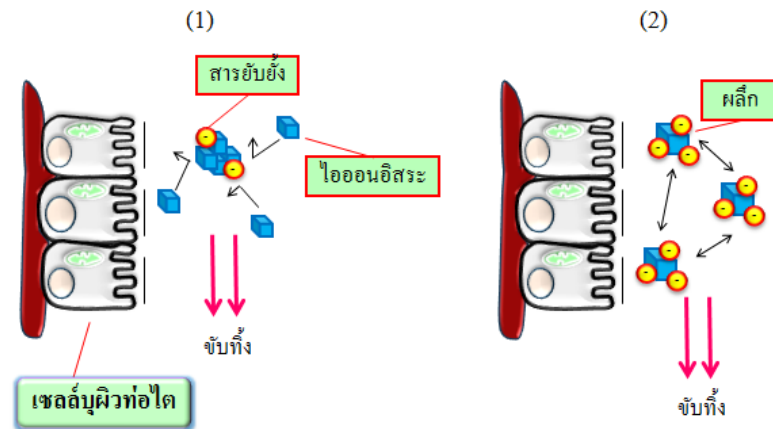 (1)
(2)
สารยับยั้ง
ผลึก
ไอออนอิสระ
ขับทิ้ง
เซลล์บุผิวท่อไต
ขับทิ้ง